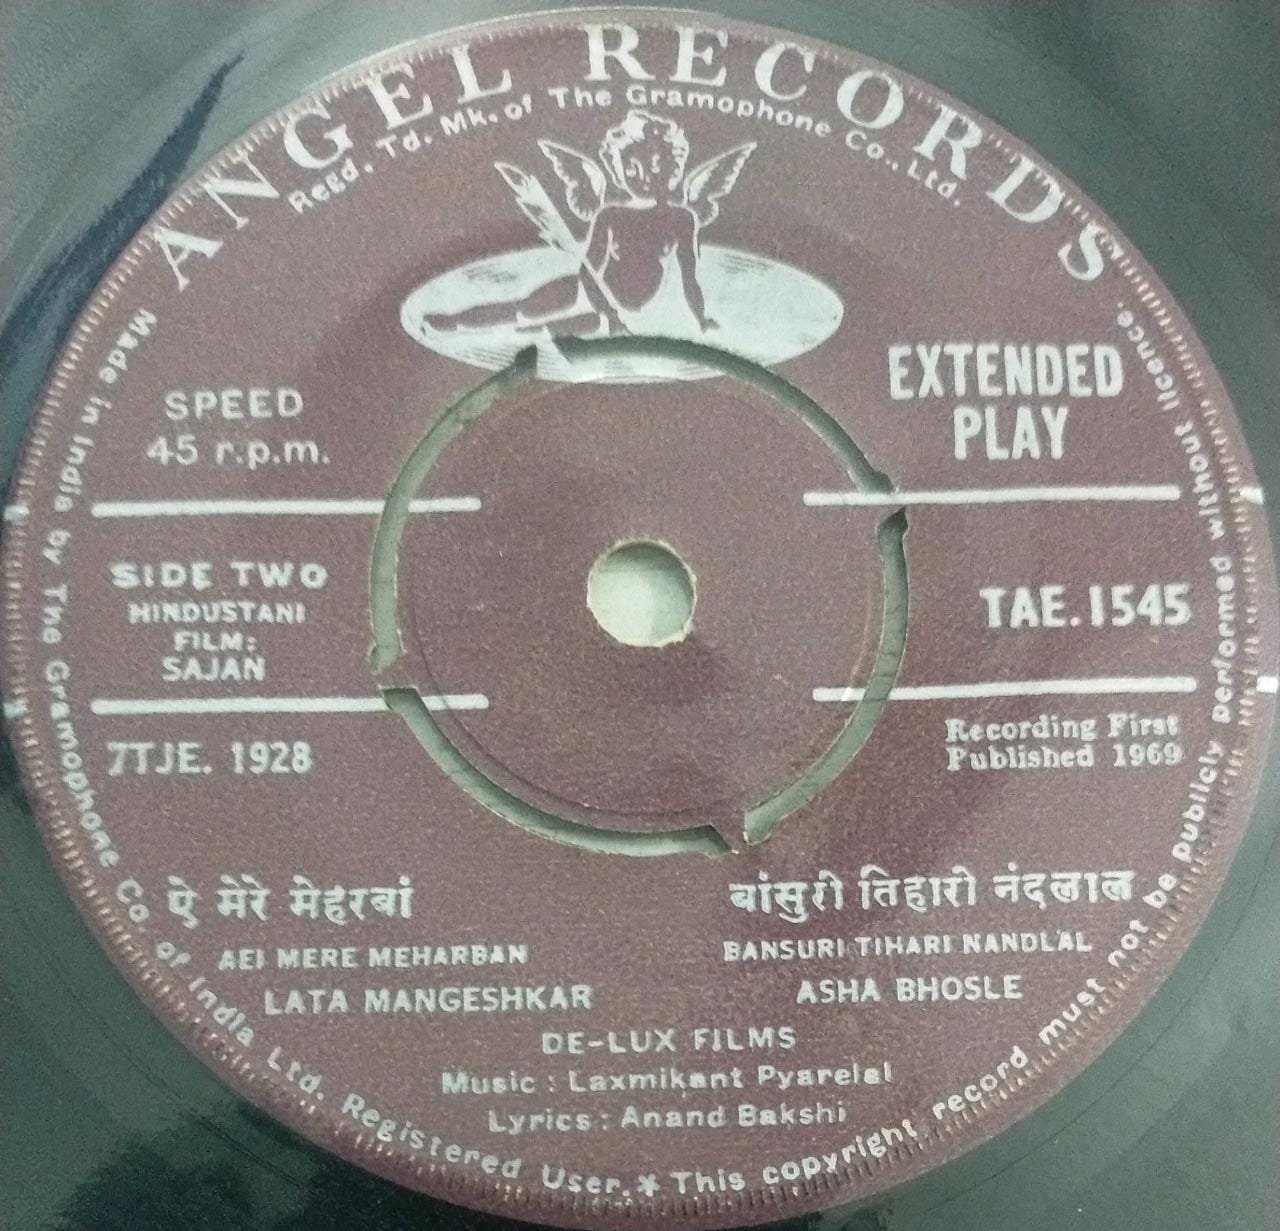 ANGEL RECORDS
Regd. Td. Mk. of The Gramophone Co., Ltd.
SPEED
45 r.p.m.
EXTENDED
PLAY
SIDE TWO
HINDUSTANI
FILM:
SAJAN
TAE.1545
7TJE. 1928
Recording First
Published 1969
ऐ मेरे मेहरबां
AEI MERE MEHARBAN
LATA MANGESHKAR
बांसुरी तिहारी नंदलाल
BANSURI TIHARI NANDLAL
ASHA BHOSLE
DE-LUX FILMS
Music : Laxmikant Pyarelal
Lyrics : Anand Bakshi
Made in India by The Gramophone Co. of India Ltd. Registered User.* This copyright record must not be publicly performed without licence.